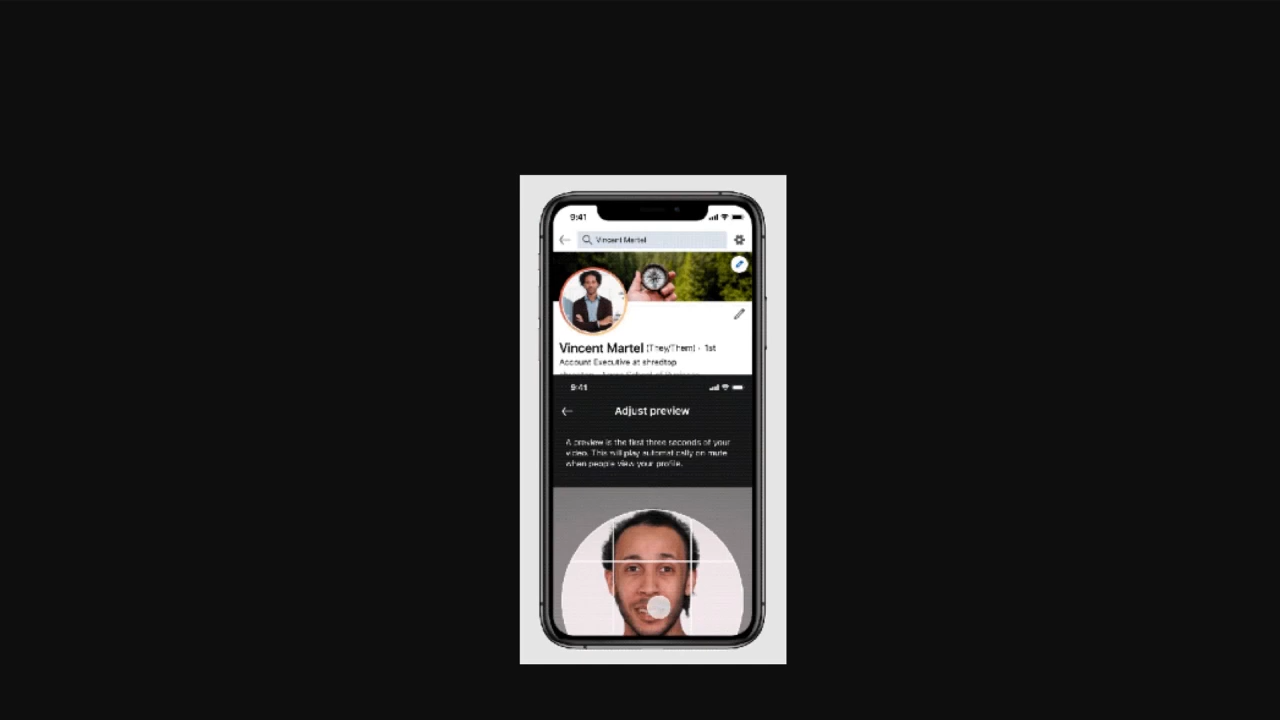 9:41
Vincent Martel
Vincent Martel (They/Them) · 1st
Account Executive at shredtop
9:41
Adjust preview
A preview is the first three seconds of your
video. This will play automatically on mute
when people view your profile.